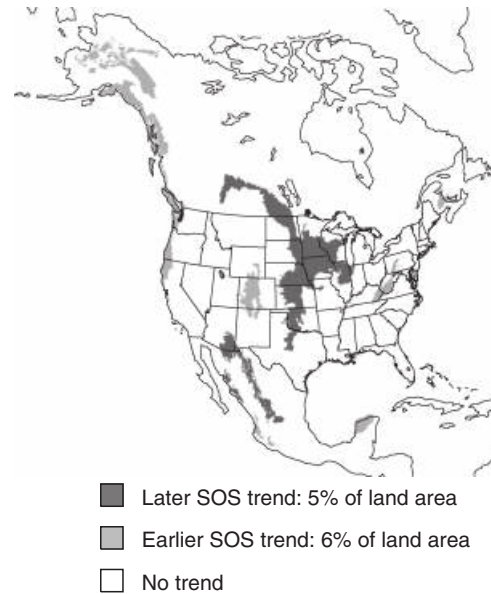 Later SOS trend: 5% of land area
Earlier SOS trend: 6% of land area
No trend